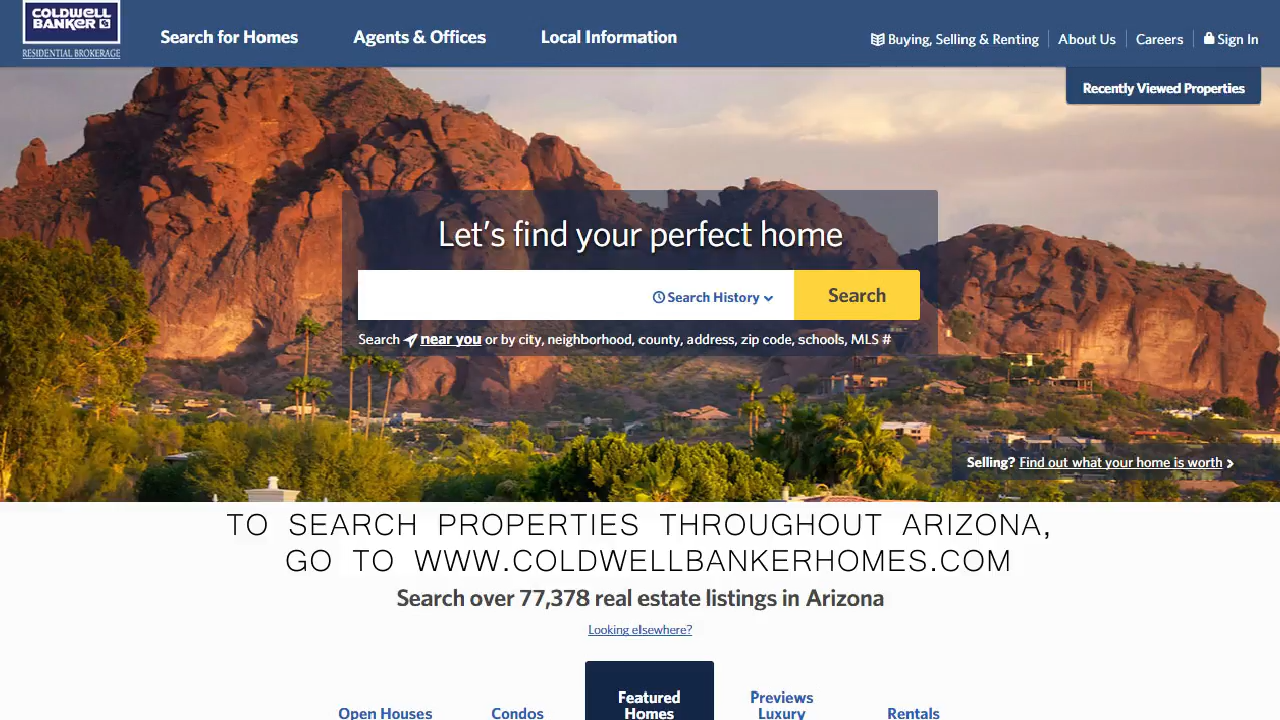 COLDWELL
BANKER
RESIDENTIAL BROKERAGE
Search for Homes
Agents & Offices
Local Information
Buying, Selling & Renting
About Us
Careers
Sign In
Recently Viewed Properties
Let's find your perfect home
Search History
Search
Search near you or by city, neighborhood, county, address, zip code, schools, MLS #
Selling? Find out what your home is worth
TO SEARCH PROPERTIES THROUGHOUT ARIZONA,
GO TO WWW.COLDWELLBANKERHOMES.COM
Search over 77,378 real estate listings in Arizona
Looking elsewhere?
Open Houses
Condos
Featured
Homes
Previews
Luxury
Rentals